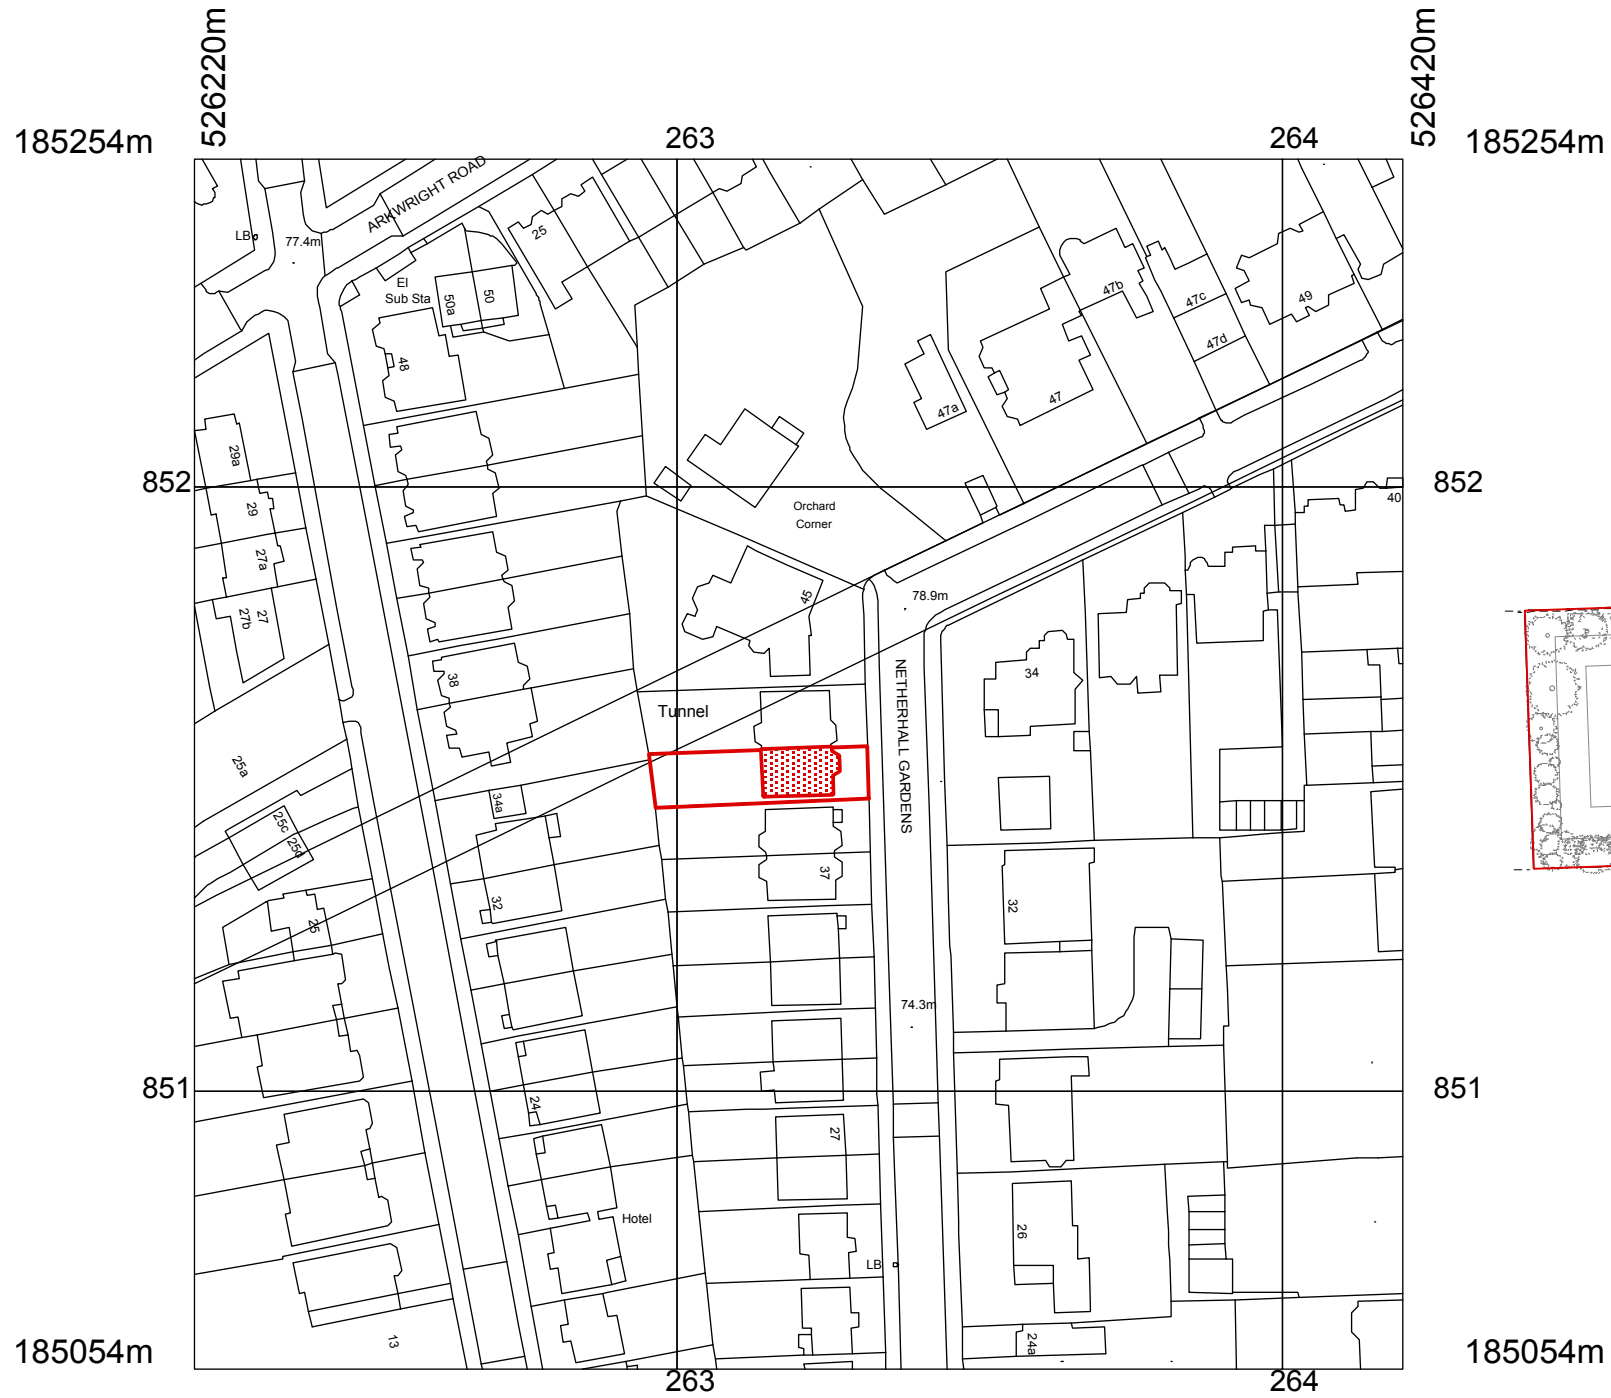 526220m
526420m
185254m
263
264
185254m
ARKWRIGHT ROAD
LB
77.4m
25
El
Sub Sta
50a
50
48
47b
47c
47d
49
47
47a
29a
29
27a
27
27b
852
852
Orchard
Corner
40
45
78.9m
38
34
Tunnel
NETHERHALL GARDENS
25a
34a
25c
25d
37
32
32
25
74.3m
851
851
24
27
Hotel
26
LB
13
24a
185054m
263
264
185054m